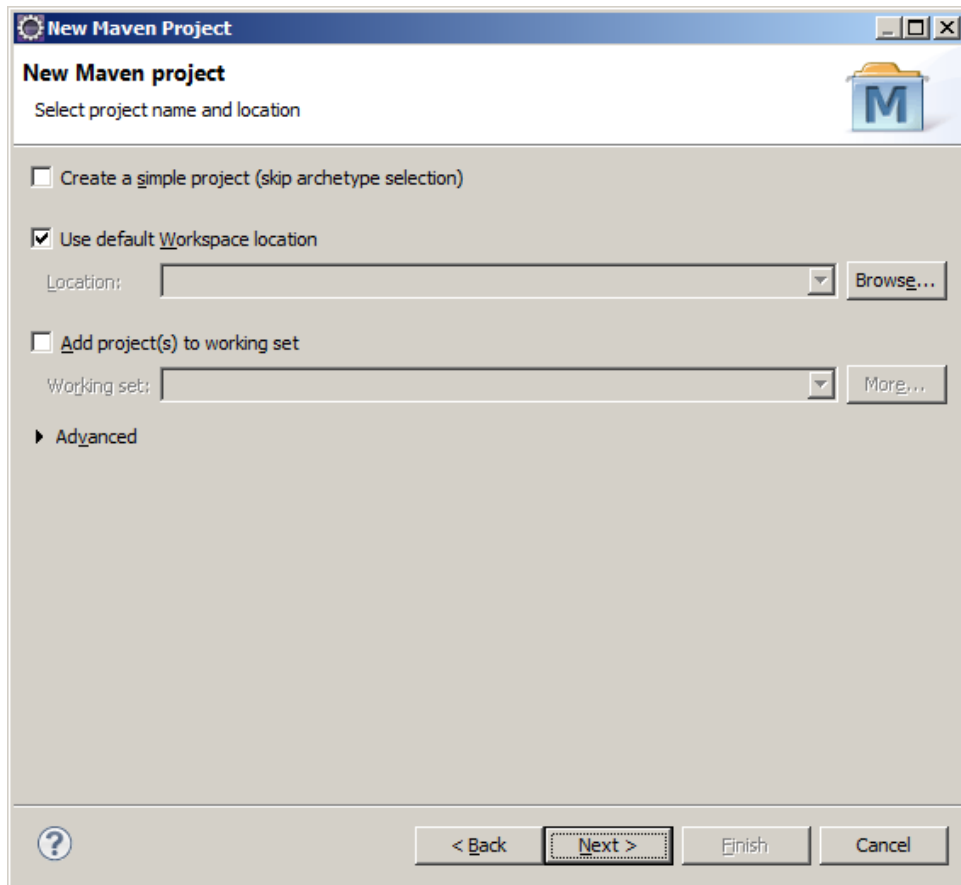 New Maven Project
New Maven project
Select project name and location
M
Create a simple project (skip archetype selection)
Use default Workspace location
Location:
Browse...
Add project(s) to working set
Working set:
More...
Advanced
? < Back Next > Finish Cancel